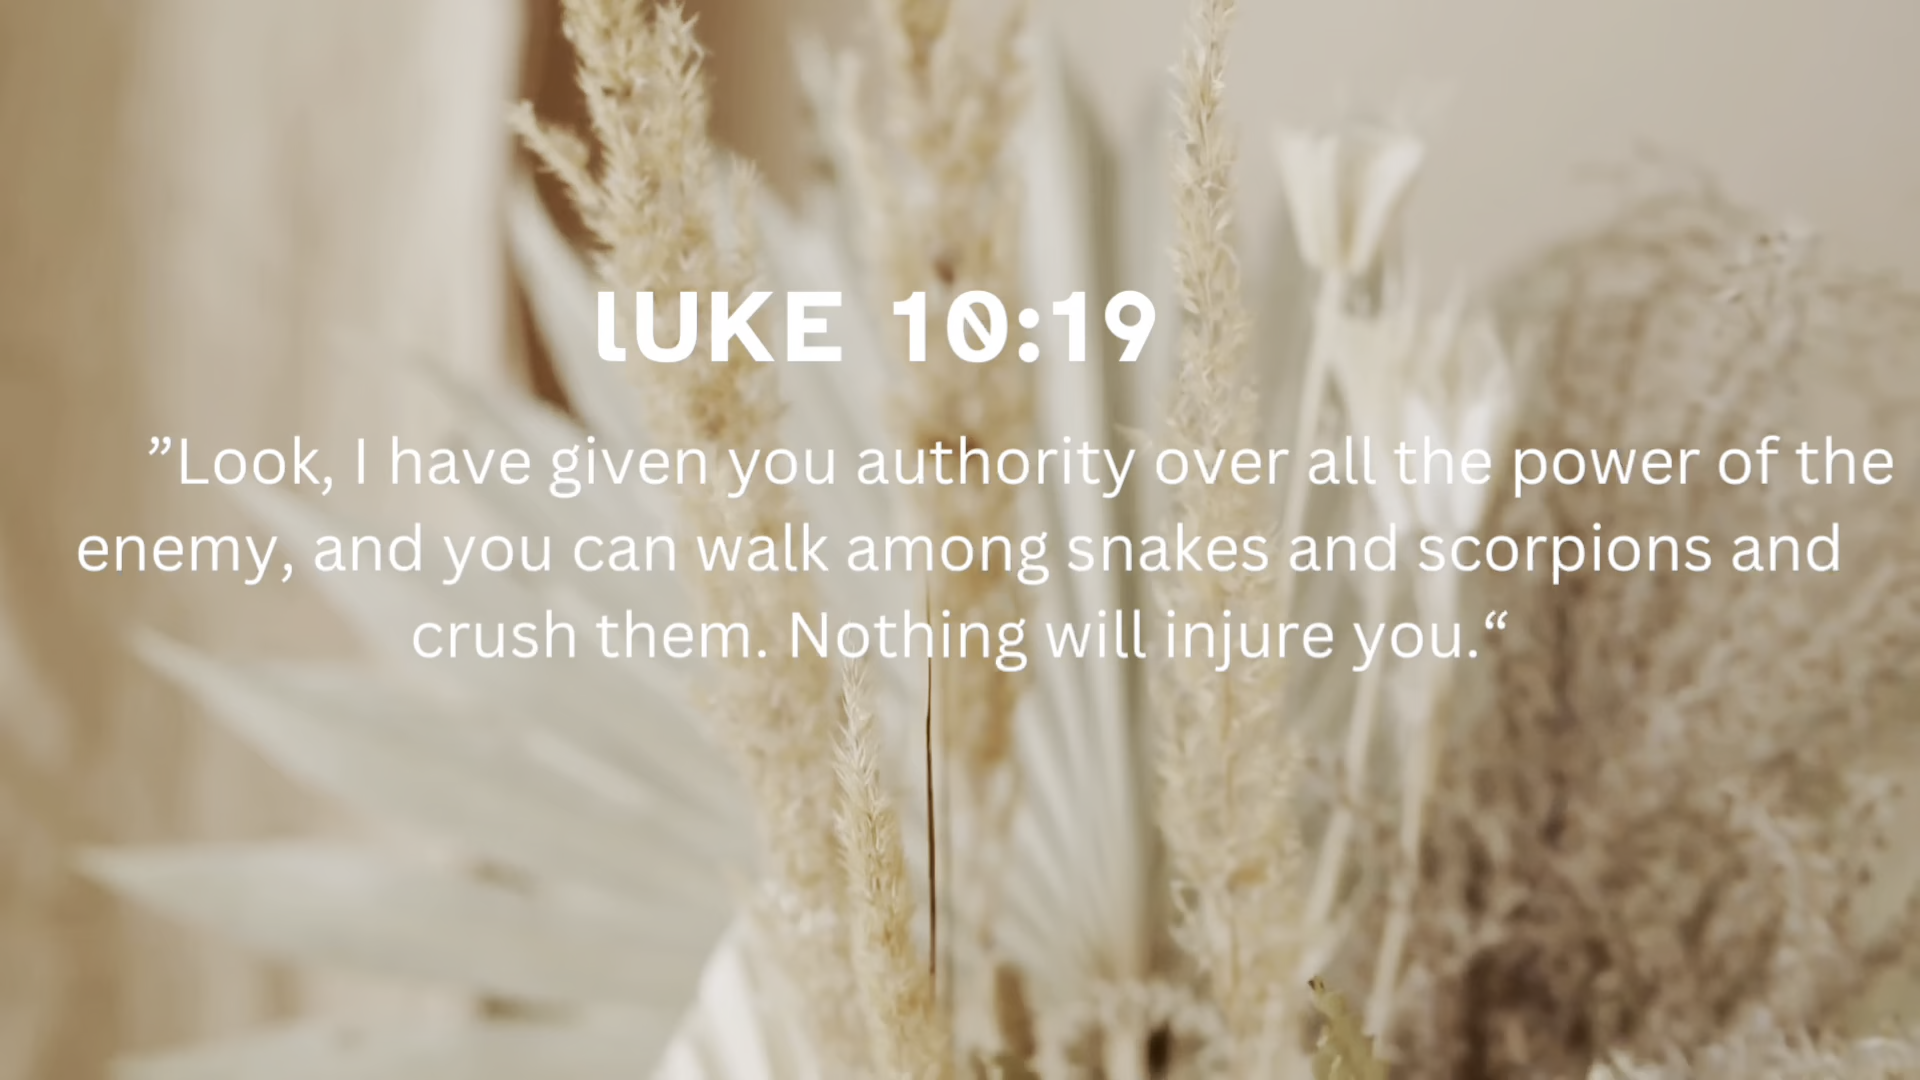 lUKE 10:19
”Look, I have given you authority over all the power of the
enemy, and you can walk among snakes and scorpions and
crush them. Nothing will injure you.“